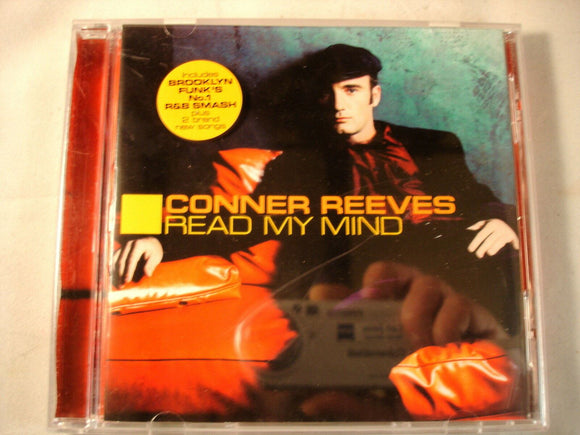 includes
BROOKLYN
FUNK'S
No.1
R&B SMASH
plus
2 brand
new songs
CONNER REEVES
READ MY MIND